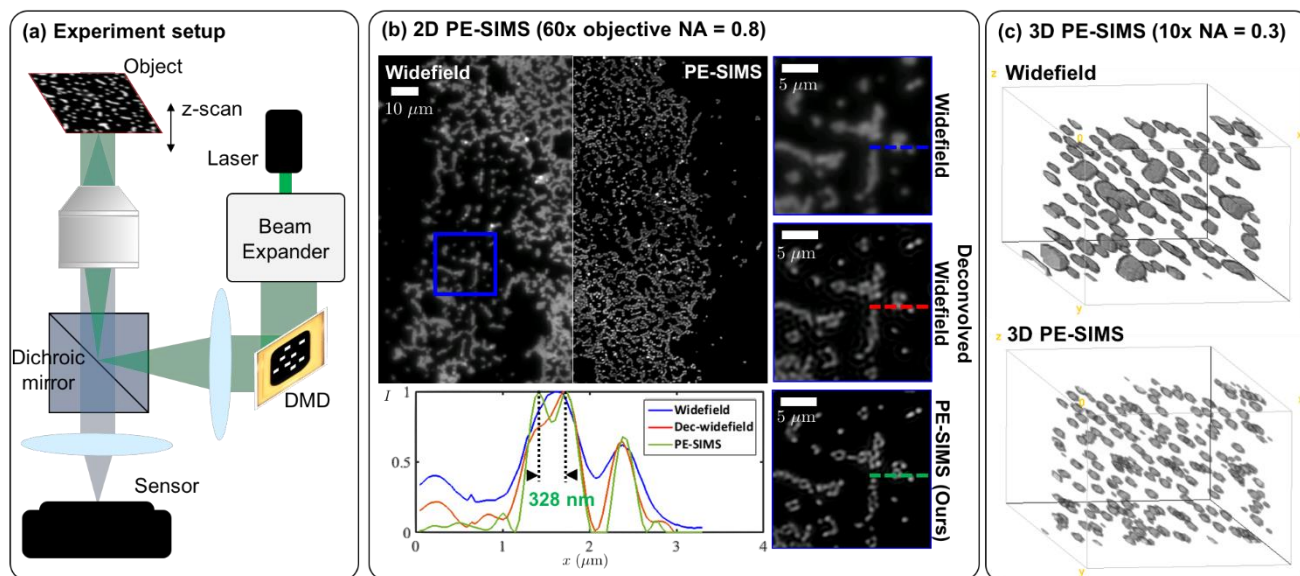 (a) Experiment setup
Object
z-scan
Laser
Beam
Expander
Dichroic
mirror
DMD
Sensor
(b) 2D PE-SIMS (60x objective NA = 0.8)
Widefield
10 μm
PE-SIMS
5 μm
Widefield
5 μm
Deconvolved
Widefield
5 μm
PE-SIMS (Ours)
I
1
0.5
0
0
1
2
3
4
x (μm)
328 nm
Widefield
Dec-widefield
PE-SIMS
(c) 3D PE-SIMS (10x NA = 0.3)
Widefield
z
0
y
3D PE-SIMS
z
0
y